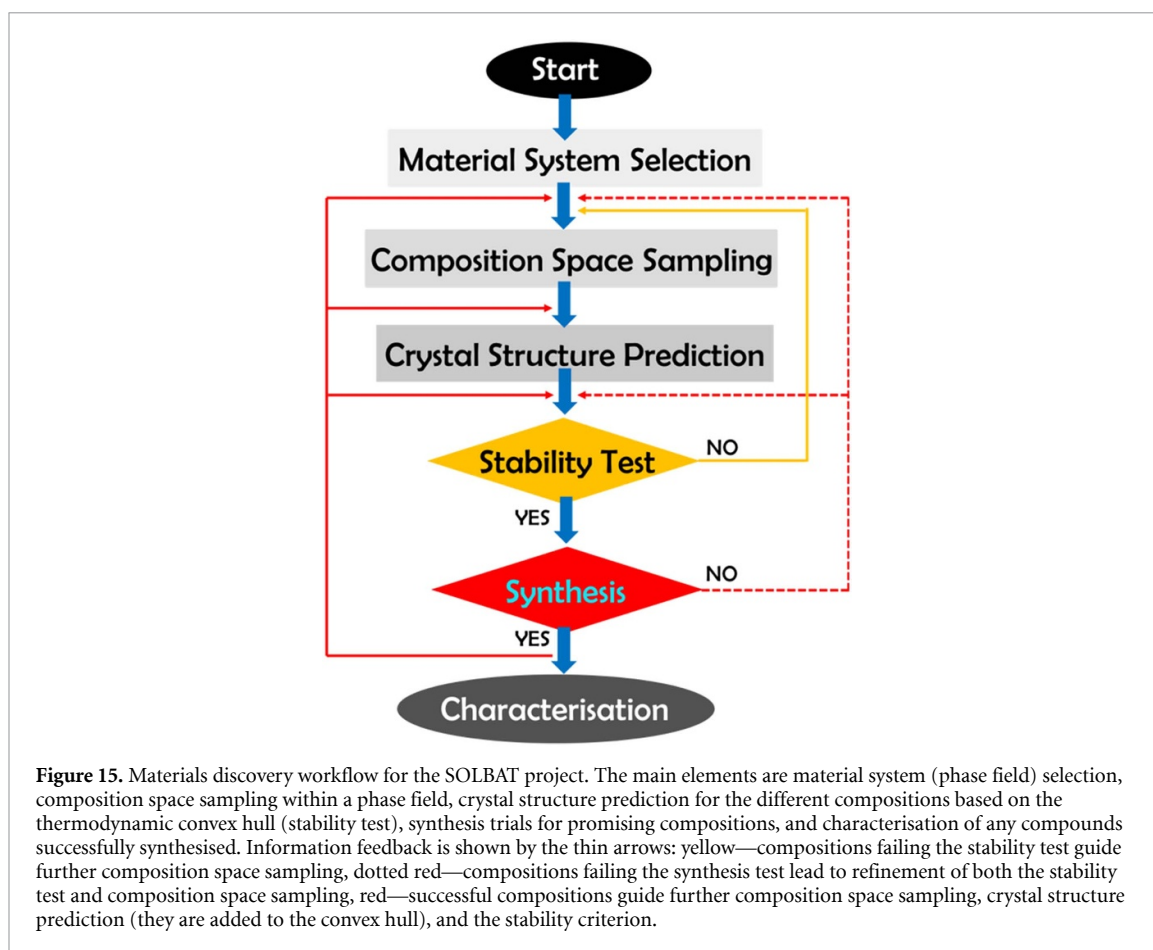 Start
Material System Selection
Composition Space Sampling
Crystal Structure Prediction
Stability Test
NO
YES
Synthesis
NO
YES
Characterisation
Figure 15. Materials discovery workflow for the SOLBAT project. The main elements are material system (phase field) selection,
composition space sampling within a phase field, crystal structure prediction for the different compositions based on the
thermodynamic convex hull (stability test), synthesis trials for promising compositions, and characterisation of any compounds
successfully synthesised. Information feedback is shown by the thin arrows: yellow—compositions failing the stability test guide
further composition space sampling, dotted red—compositions failing the synthesis test lead to refinement of both the stability
test and composition space sampling, red—successful compositions guide further composition space sampling, crystal structure
prediction (they are added to the convex hull), and the stability criterion.